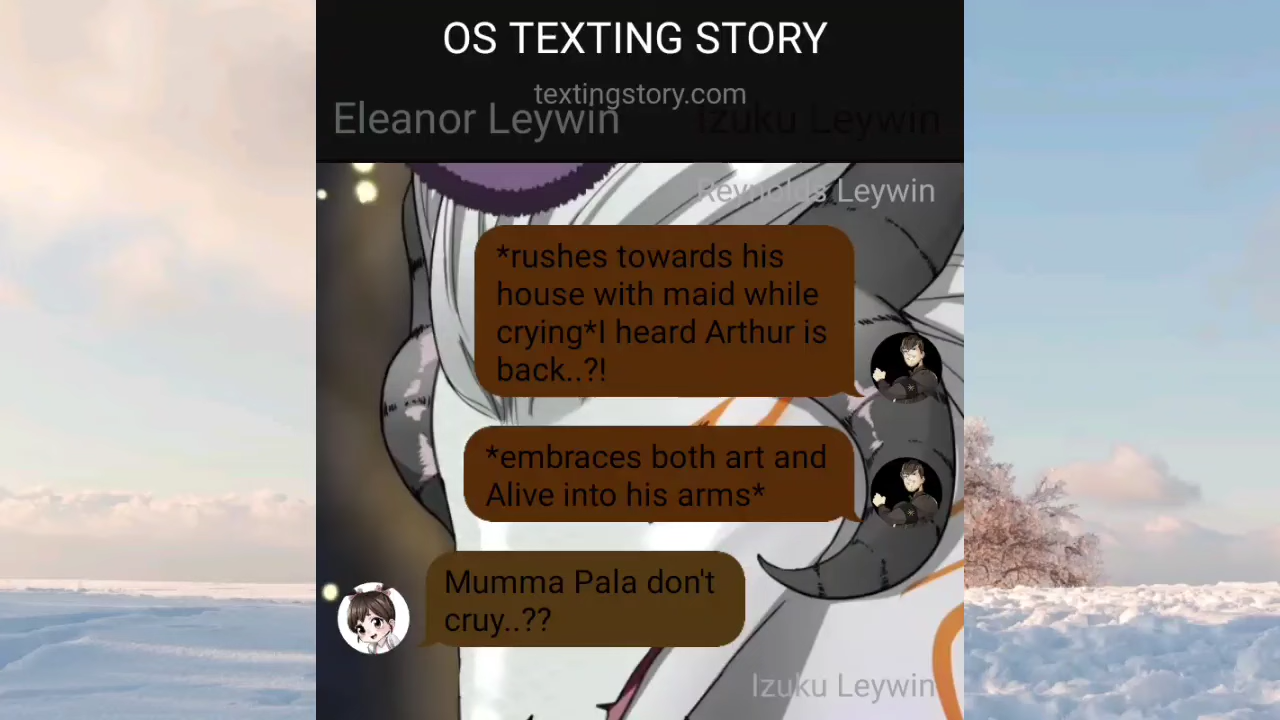 OS TEXTING STORY
textingstory.com
Eleanor Leywin
Izuku Leywin
Reynolds Leywin
*rushes towards his
house with maid while
crying*I heard Arthur is
back..?!
*embraces both art and
Alive into his arms*
Mumma Pala don't
cruy..??
Izuku Leywin